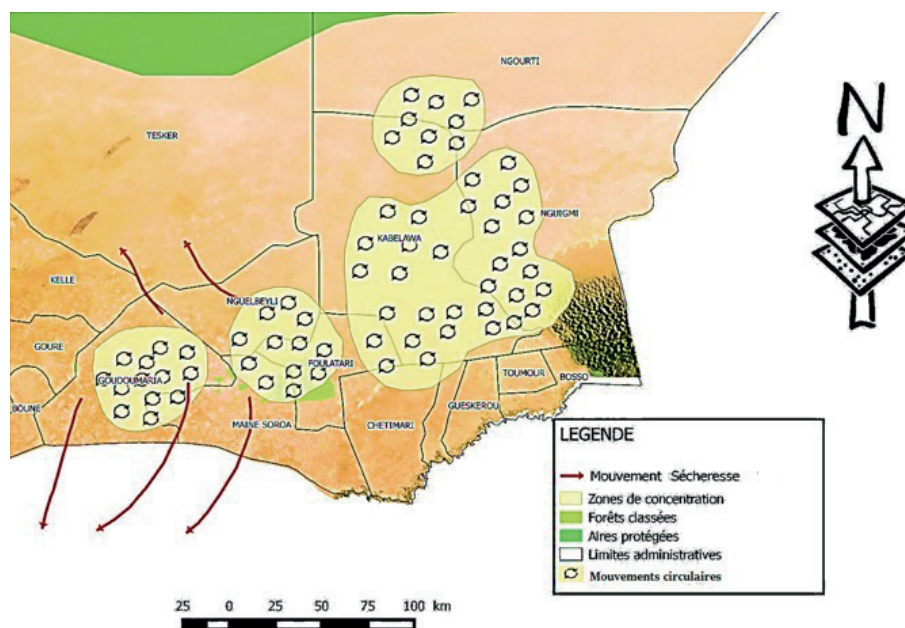 NGOURTI
TESKER
NGUIGMI
KABELAWA
KELLE
NGUELBEYLI
GOURE
FOULATARI
GOUDOUMARIA
TOUMOUR
BOSSO
BOUNE
GUESKEROU
MAINE SOROA
CHETIMARI
N
LEGENDE
Mouvement Sécheresse
Zones de concentration
Forêts classées
Aires protégées
Limites administratives
Mouvements circulaires
25 0 25 50 75 100 km